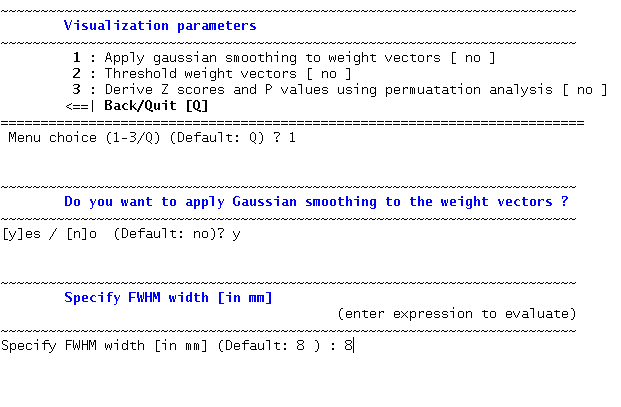 ~~~~~~~~~~~~~~~~~~~~~~~~~~~~~~~~~~~~~~~~~~~~~~~~~~~~~~~~~~~~~~~~~~~~~~~~
Visualization parameters
~~~~~~~~~~~~~~~~~~~~~~~~~~~~~~~~~~~~~~~~~~~~~~~~~~~~~~~~~~~~~~~~~~~~~~~~
1 : Apply gaussian smoothing to weight vectors [ no ]
2 : Threshold weight vectors [ no ]
3 : Derive Z scores and P values using permuatation analysis [ no ]
<==| Back/Quit [Q]
=========================================================================
Menu choice (1-3/Q) (Default: Q) ? 1
~~~~~~~~~~~~~~~~~~~~~~~~~~~~~~~~~~~~~~~~~~~~~~~~~~~~~~~~~~~~~~~~~~~~~~~~
Do you want to apply Gaussian smoothing to the weight vectors ?
~~~~~~~~~~~~~~~~~~~~~~~~~~~~~~~~~~~~~~~~~~~~~~~~~~~~~~~~~~~~~~~~~~~~~~~~
[y]es / [n]o  (Default: no)? y
~~~~~~~~~~~~~~~~~~~~~~~~~~~~~~~~~~~~~~~~~~~~~~~~~~~~~~~~~~~~~~~~~~~~~~~~
Specify FWHM width [in mm]
(enter expression to evaluate)
~~~~~~~~~~~~~~~~~~~~~~~~~~~~~~~~~~~~~~~~~~~~~~~~~~~~~~~~~~~~~~~~~~~~~~~~
Specify FWHM width [in mm] (Default: 8 ) : 8